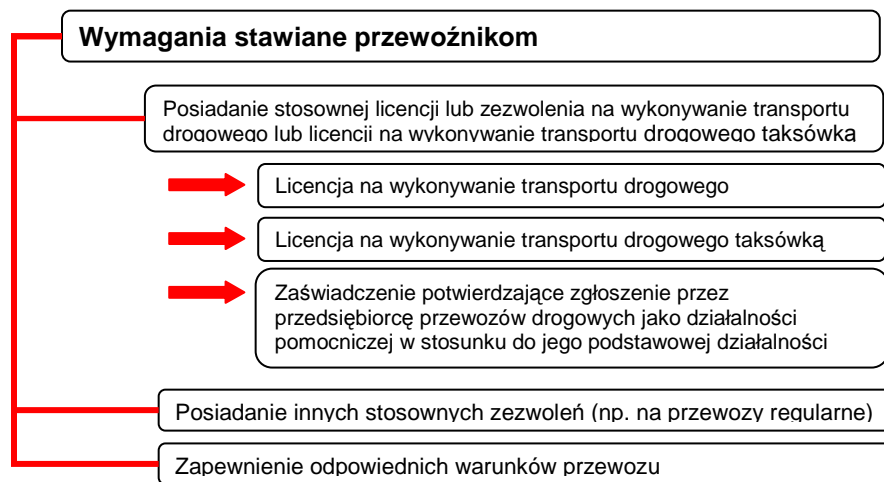 Wymagania stawiane przewoźnikom
Posiadanie stosownej licencji lub zezwolenia na wykonywanie transportu
drogowego lub licencji na wykonywanie transportu drogowego taksówką
Licencja na wykonywanie transportu drogowego
Licencja na wykonywanie transportu drogowego taksówką
Zaświadczenie potwierdzające zgłoszenie przez
przedsiębiorcę przewozów drogowych jako działalności
pomocniczej w stosunku do jego podstawowej działalności
Posiadanie innych stosownych zezwoleń (np. na przewozy regularne)
Zapewnienie odpowiednich warunków przewozu